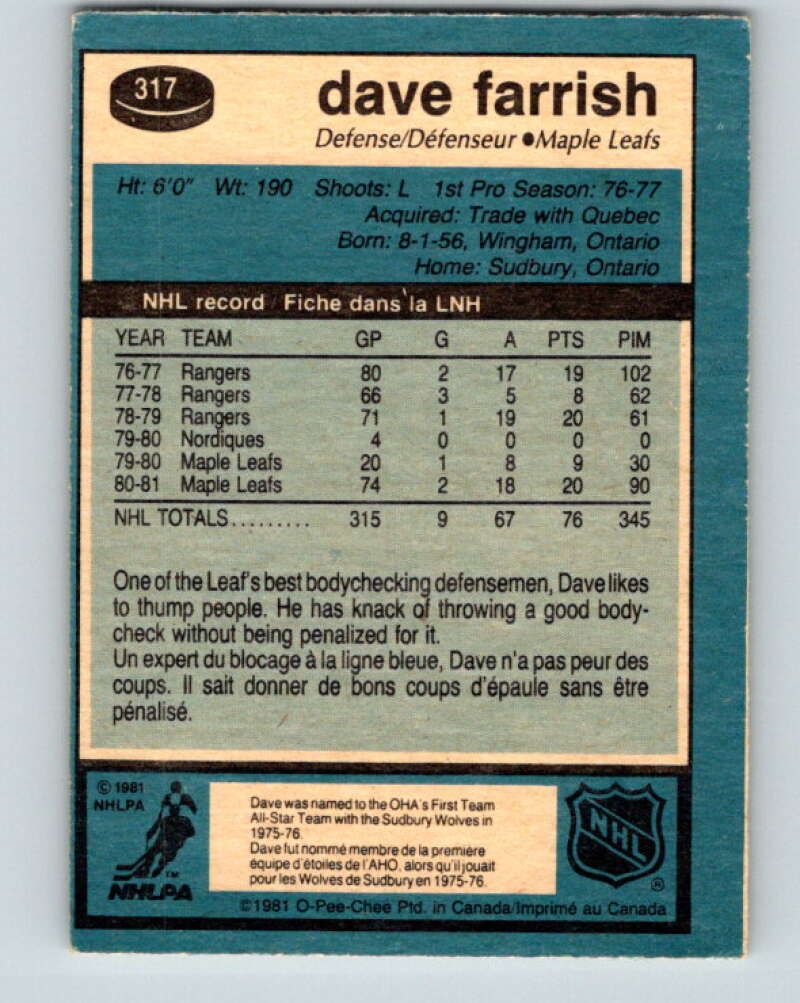 317
dave farrish
Defense/Défenseur ● Maple Leafs
Ht: 6'0" Wt: 190 Shoots: L 1st Pro Season: 76-77
Acquired: Trade with Quebec
Born: 8-1-56, Wingham, Ontario
Home: Sudbury, Ontario
NHL record / Fiche dans la LNH
YEAR TEAM GP G A PTS PIM
76-77 Rangers 80 2 17 19 102
77-78 Rangers 66 3 5 8 62
78-79 Rangers 71 1 19 20 61
79-80 Nordiques 4 0 0 0 0
79-80 Maple Leafs 20 1 8 9 30
80-81 Maple Leafs 74 2 18 20 90
NHL TOTALS......... 315 9 67 76 345
One of the Leaf's best bodychecking defensemen, Dave likes
to thump people. He has knack of throwing a good body-
check without being penalized for it.
Un expert du blocage à la ligne bleue, Dave n'a pas peur des
coups. Il sait donner de bons coups d'épaule sans être
pénalisé.
© 1981
NHLPA
TM
NHLPA
Dave was named to the OHA's First Team
All-Star Team with the Sudbury Wolves in
1975-76.
Dave fut nommé membre de la première
équipe d'étoiles de l'AHO, alors qu'il jouait
pour les Wolves de Sudbury en 1975-76.
NHL
®
©1981 O-Pee-Chee Ptd. in Canada/Imprimé au Canada